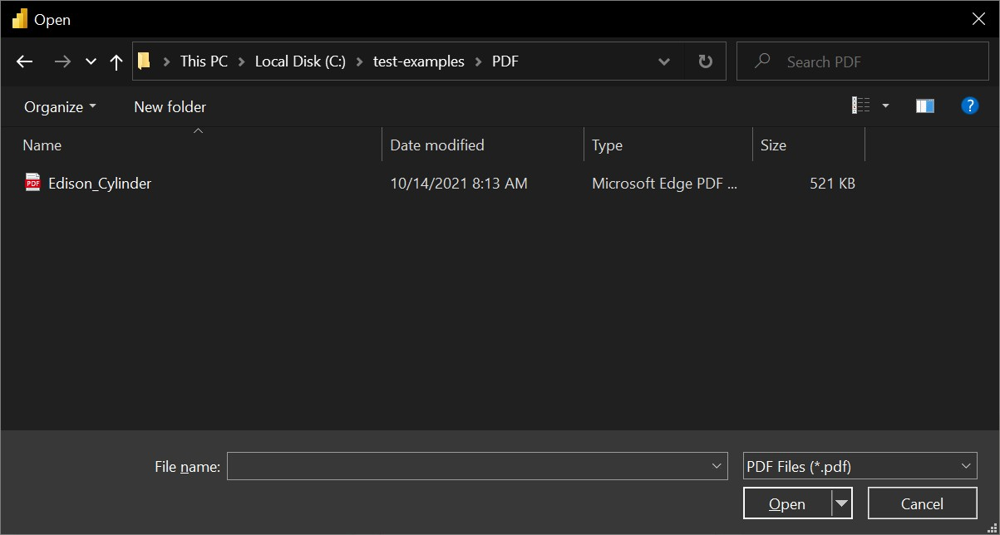 Open
This PC Local Disk (C:) test-examples PDF Search PDF
Organize New folder ?
Name Date modified Type Size
PDF Edison_Cylinder 10/14/2021 8:13 AM Microsoft Edge PDF ... 521 KB
File name: PDF Files (*.pdf)
Open Cancel